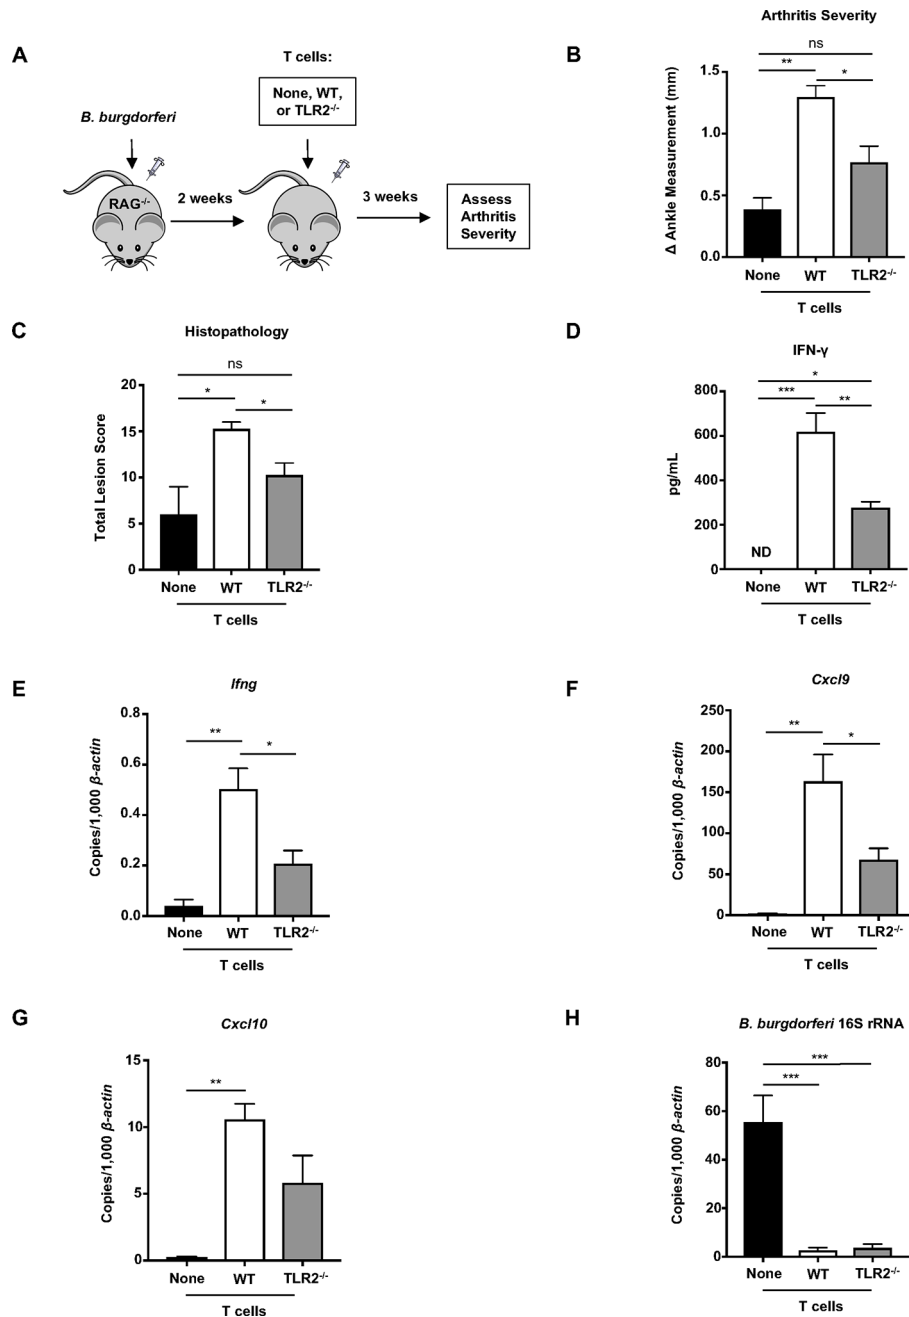 A
T cells:
None, WT,
or TLR2-/-
B. burgdorferi
RAG-/-
2 weeks
3 weeks
Assess
Arthritis
Severity
B
Arthritis Severity
ns
**
*
Δ Ankle Measurement (mm)
1.5
1.0
0.5
0.0
None WT TLR2-/-
T cells
C
Histopathology
ns
*
*
Total Lesion Score
20
15
10
5
0
None WT TLR2-/-
T cells
D
IFN-γ
*
***
**
pg/mL
800
600
400
200
0
ND
None WT TLR2-/-
T cells
E
Ifng
**
*
Copies/1,000 β-actin
0.8
0.6
0.4
0.2
0.0
None WT TLR2-/-
T cells
F
Cxcl9
**
*
Copies/1,000 β-actin
250
200
150
100
50
0
None WT TLR2-/-
T cells
G
Cxcl10
**
Copies/1,000 β-actin
15
10
5
0
None WT TLR2-/-
T cells
H
B. burgdorferi 16S rRNA
***
***
Copies/1,000 β-actin
80
60
40
20
0
None WT TLR2-/-
T cells